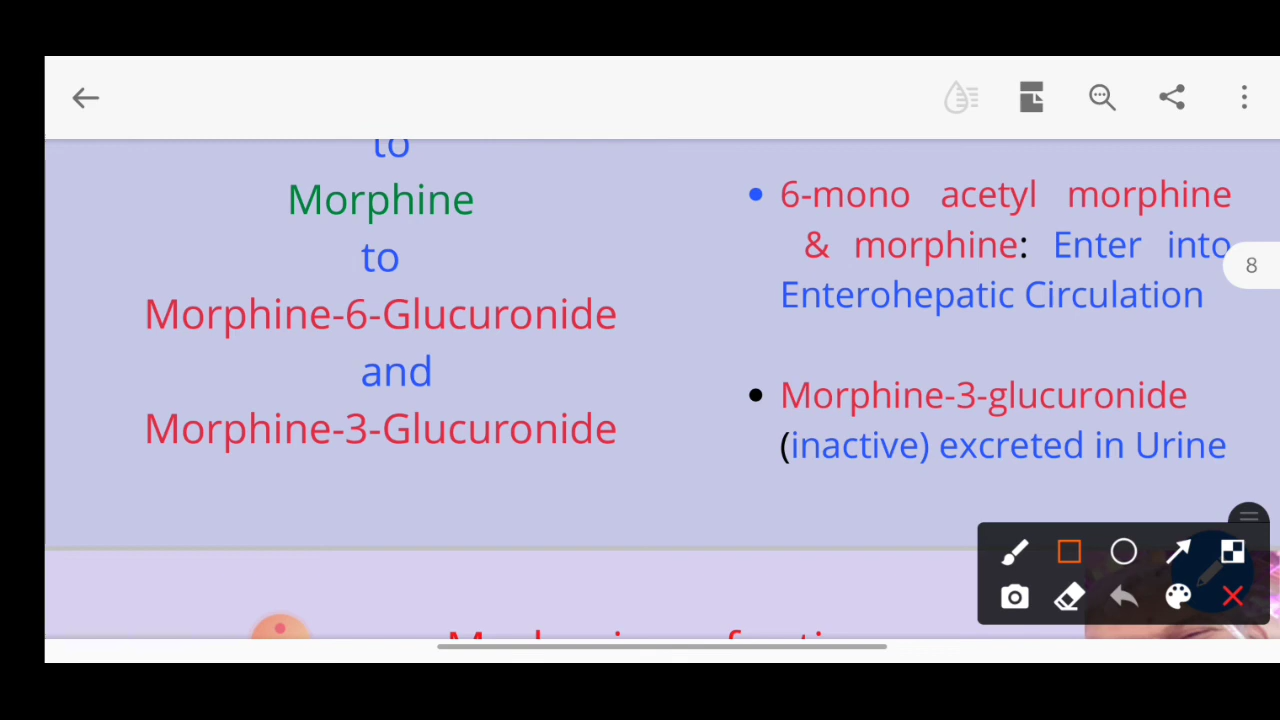 to
Morphine
to
Morphine-6-Glucuronide
and
Morphine-3-Glucuronide
• 6-mono acetyl morphine
& morphine: Enter into
Enterohepatic Circulation
• Morphine-3-glucuronide
(inactive) excreted in Urine
8